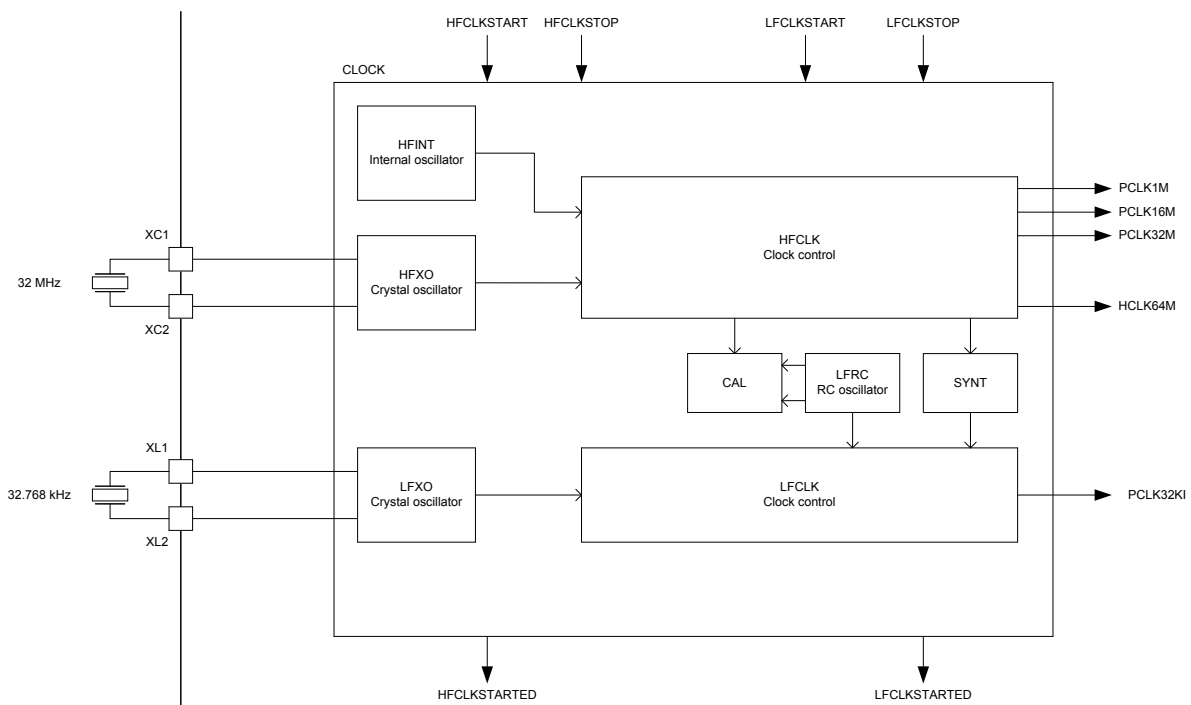 HFCLKSTART
HFCLKSTOP
LFCLKSTART
LFCLKSTOP
CLOCK
HFINT
Internal oscillator
PCLK1M
PCLK16M
PCLK32M
HFCLK
Clock control
XC1
32 MHz
HFXO
Crystal oscillator
XC2
HCLK64M
CAL
LFRC
RC oscillator
SYNT
XL1
32.768 kHz
LFXO
Crystal oscillator
LFCLK
Clock control
PCLK32KI
XL2
HFCLKSTARTED
LFCLKSTARTED